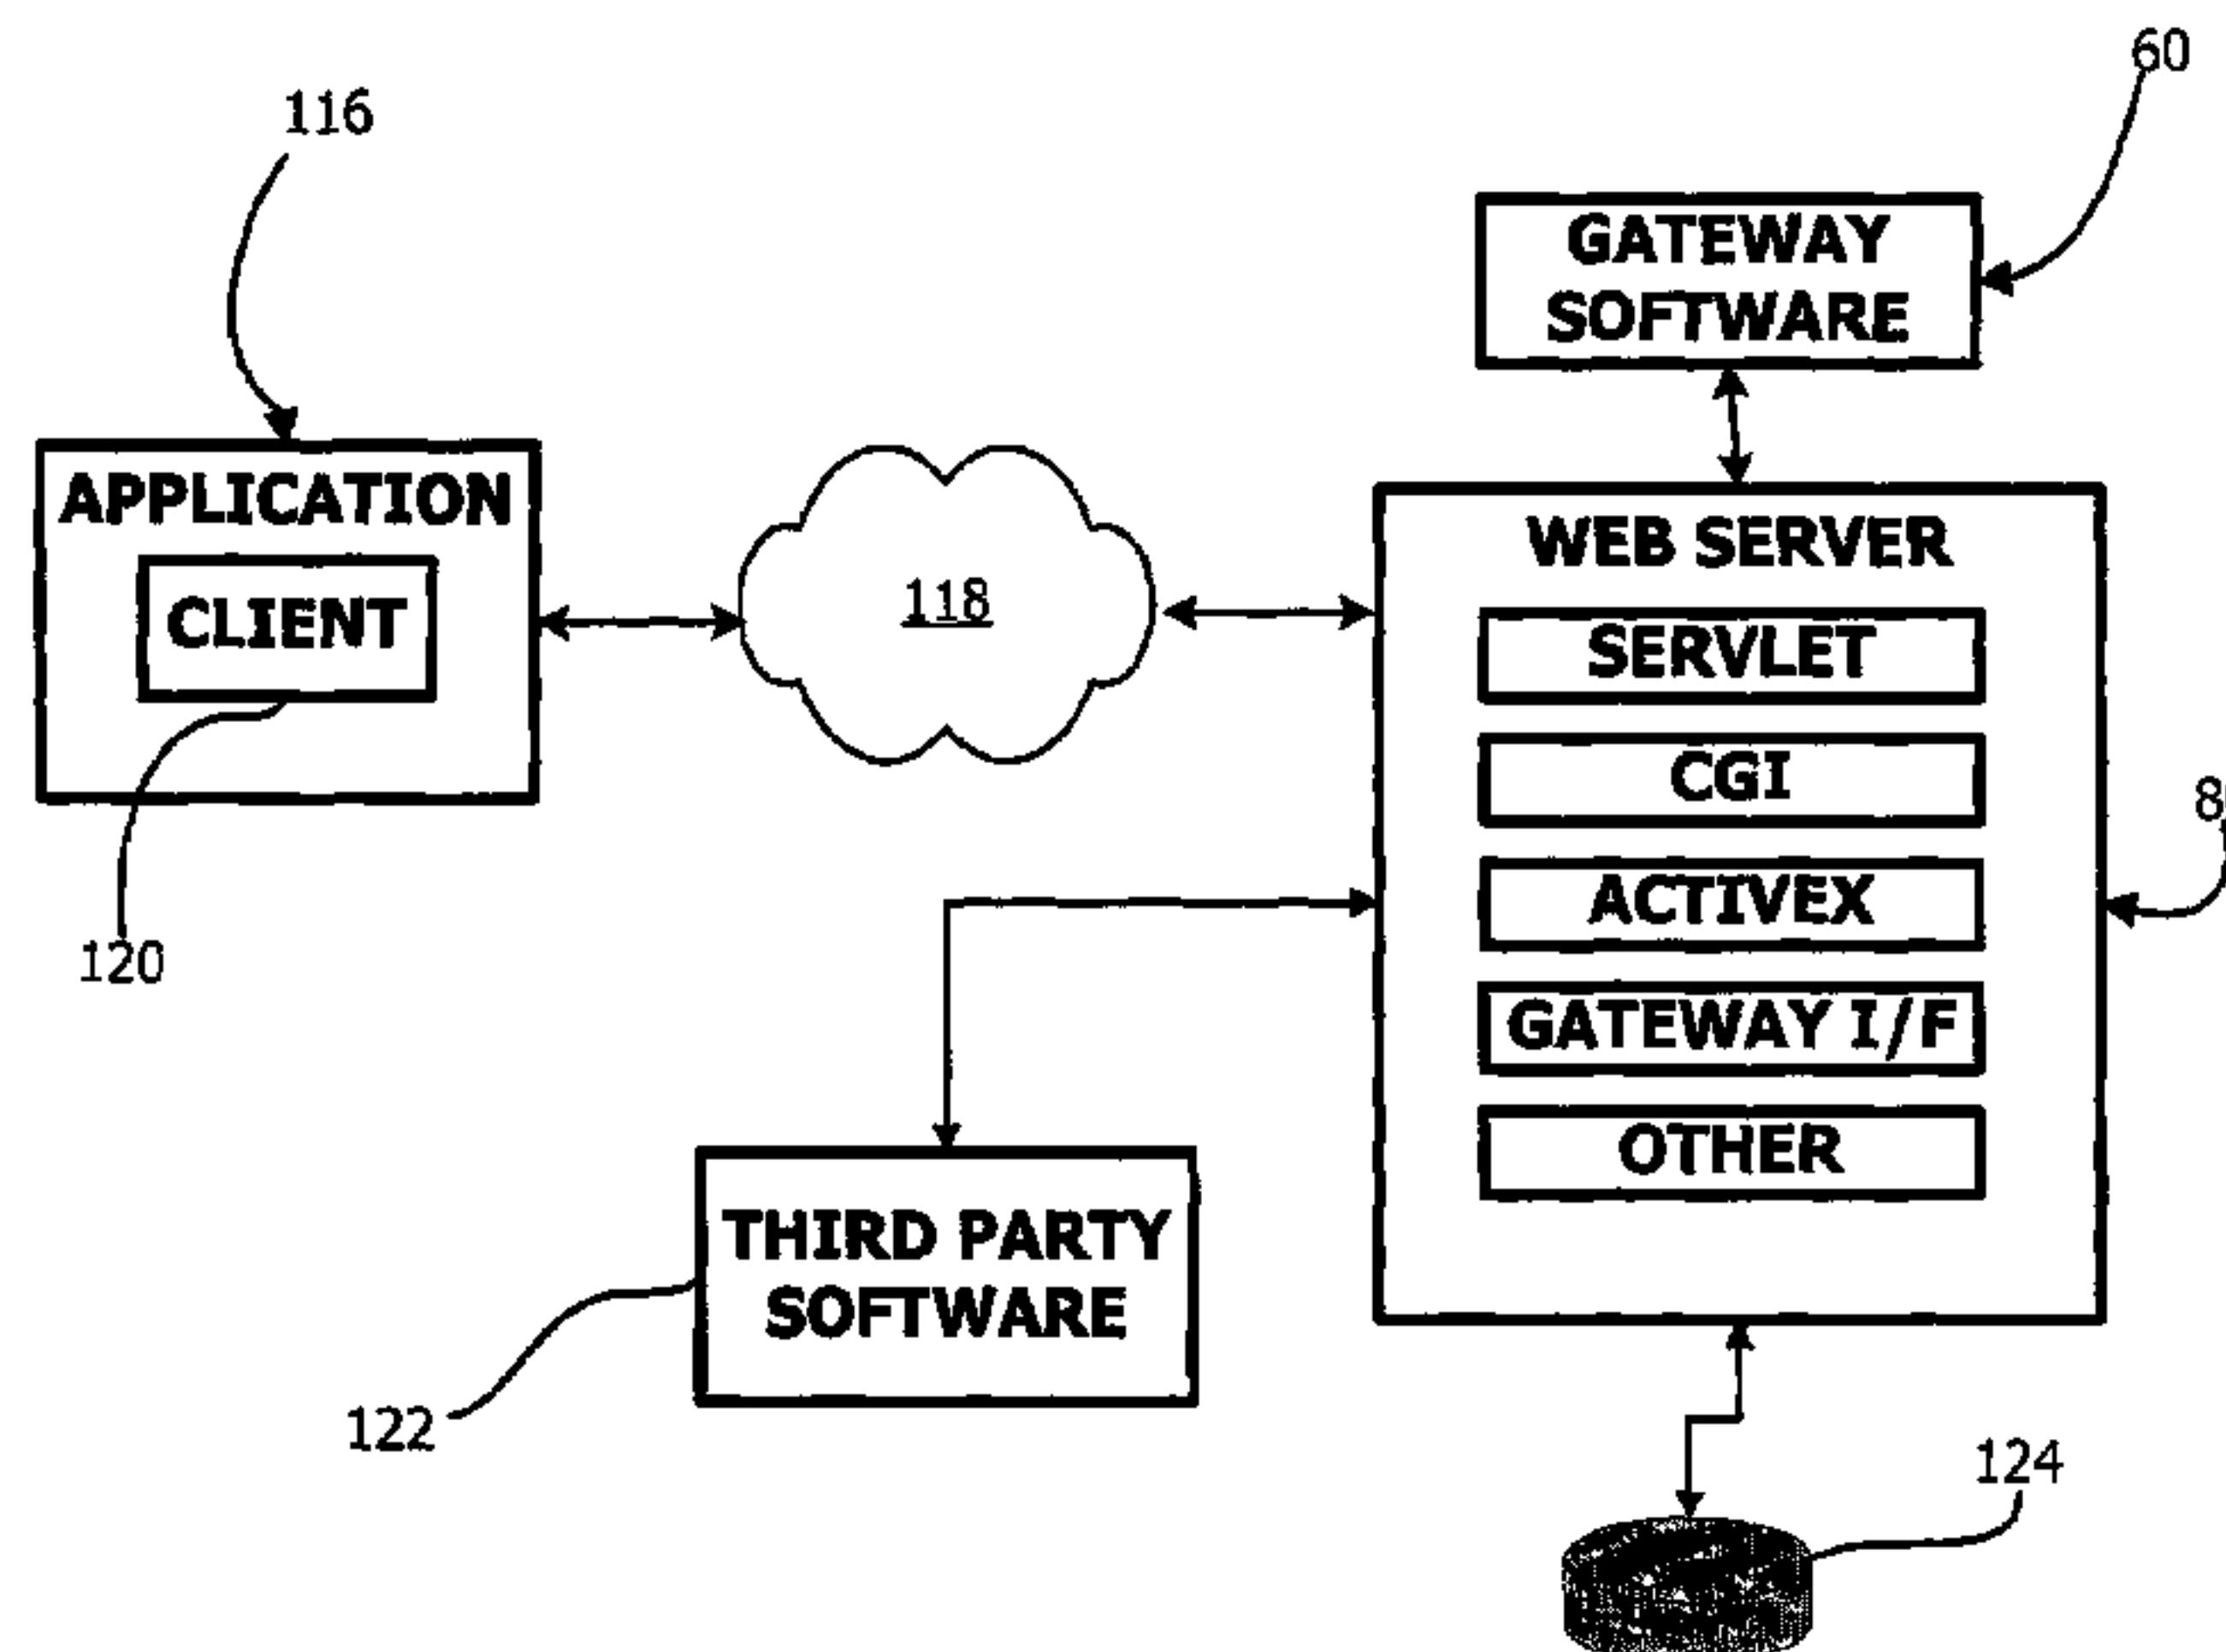 60
116
GATEWAY
SOFTWARE
APPLICATION
CLIENT
118
WEB SERVER
SERVLET
CGI
ACTIVEX
GATEWAY I/F
OTHER
120
THIRD PARTY
SOFTWARE
122
124